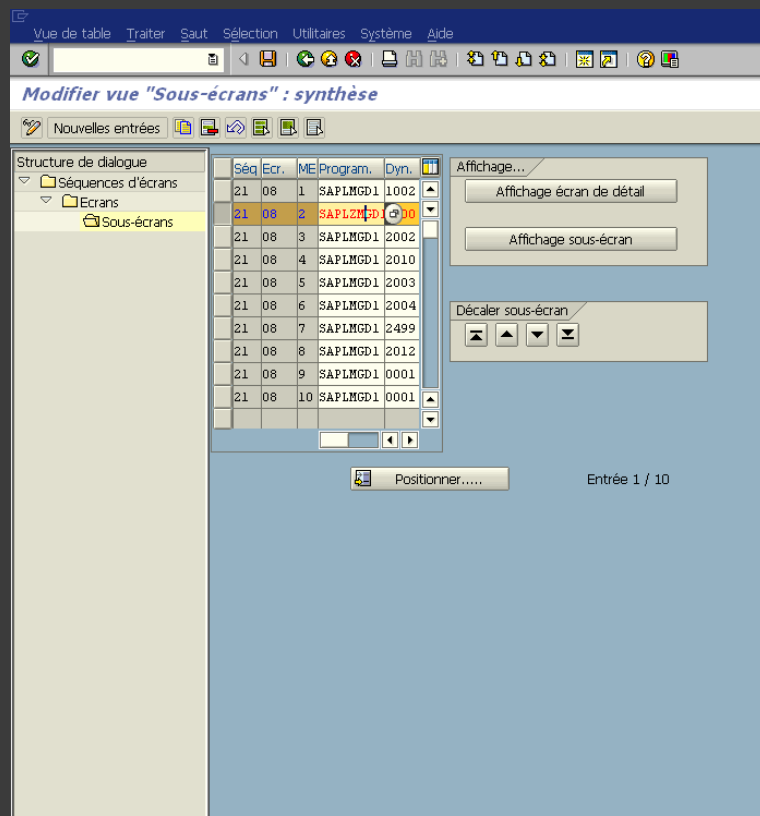 Vue de table Traiter Saut Sélection Utilitaires Système Aide
Modifier vue "Sous-écrans" : synthèse
Nouvelles entrées
Structure de dialogue
Séquences d'écrans
Ecrans
Sous-écrans
Séq Ecr. ME Program. Dyn.
21 08 1 SAPLMGD1 1002
21 08 2 SAPLZMGD1 00
21 08 3 SAPLMGD1 2002
21 08 4 SAPLMGD1 2010
21 08 5 SAPLMGD1 2003
21 08 6 SAPLMGD1 2004
21 08 7 SAPLMGD1 2499
21 08 8 SAPLMGD1 2012
21 08 9 SAPLMGD1 0001
21 08 10 SAPLMGD1 0001
Affichage...
Affichage écran de détail
Affichage sous-écran
Décaler sous-écran
Positionner.....
Entrée 1 / 10